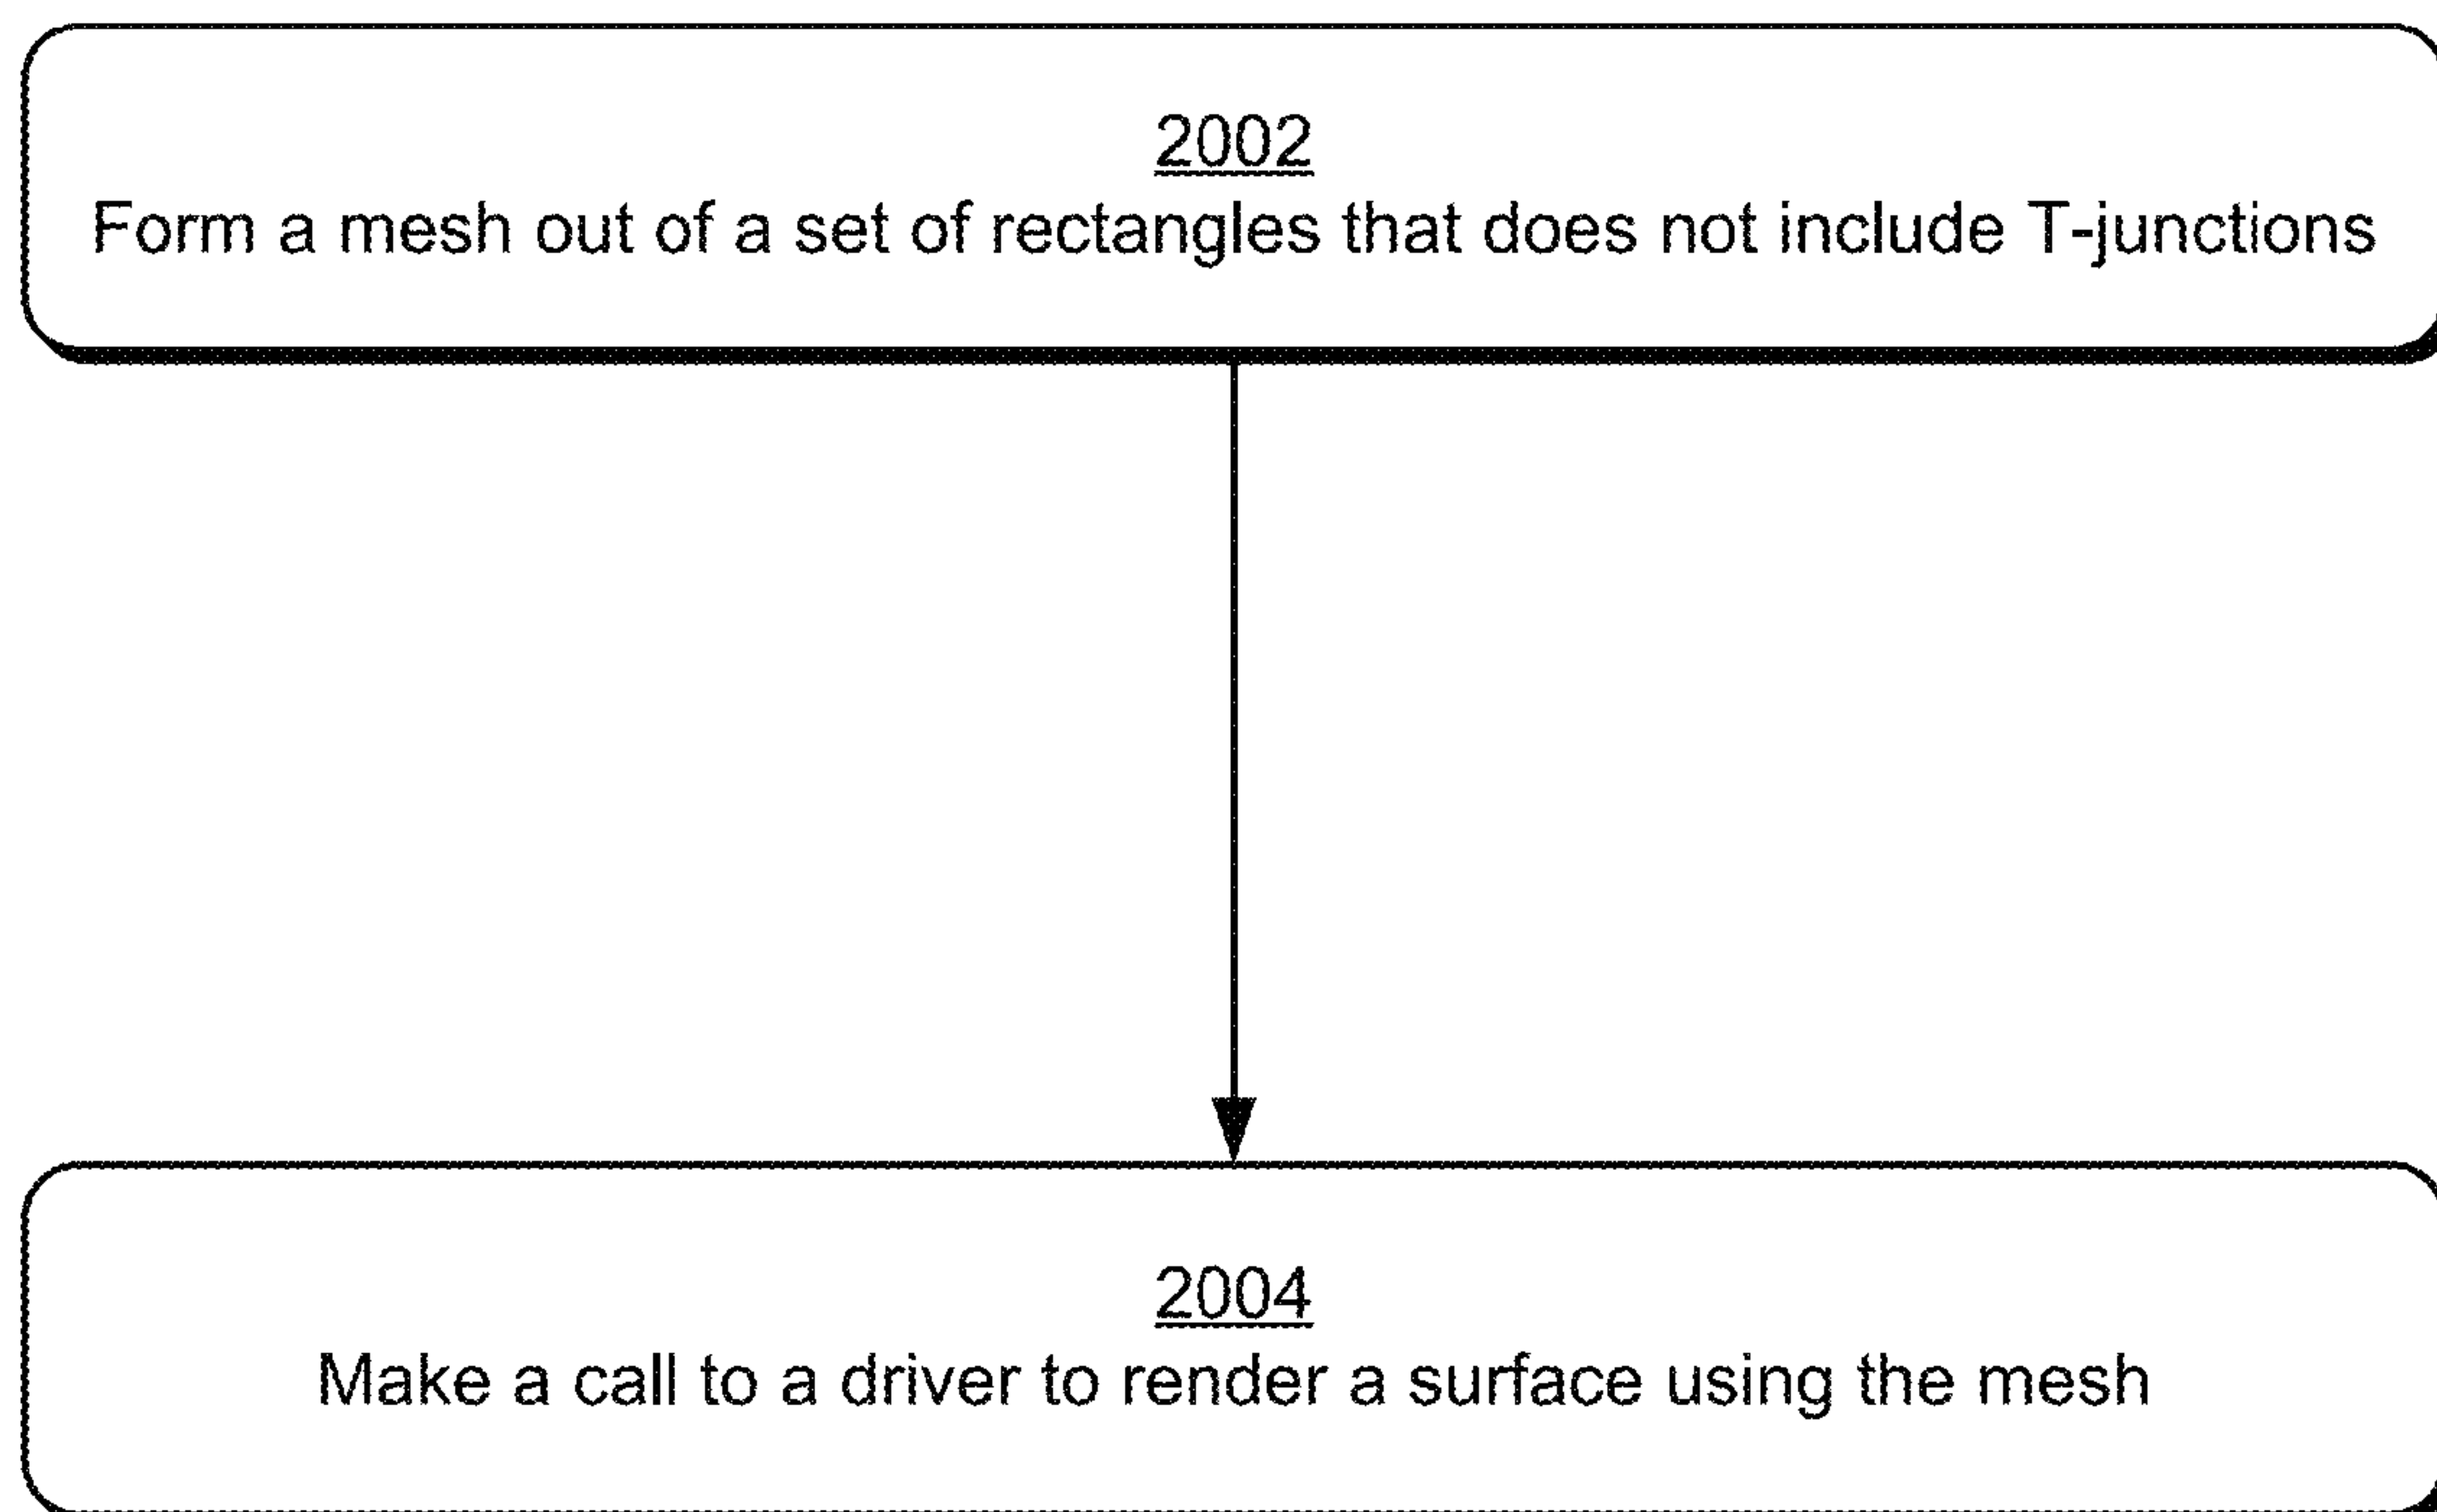 2002
Form a mesh out of a set of rectangles that does not include T-junctions
2004
Make a call to a driver to render a surface using the mesh